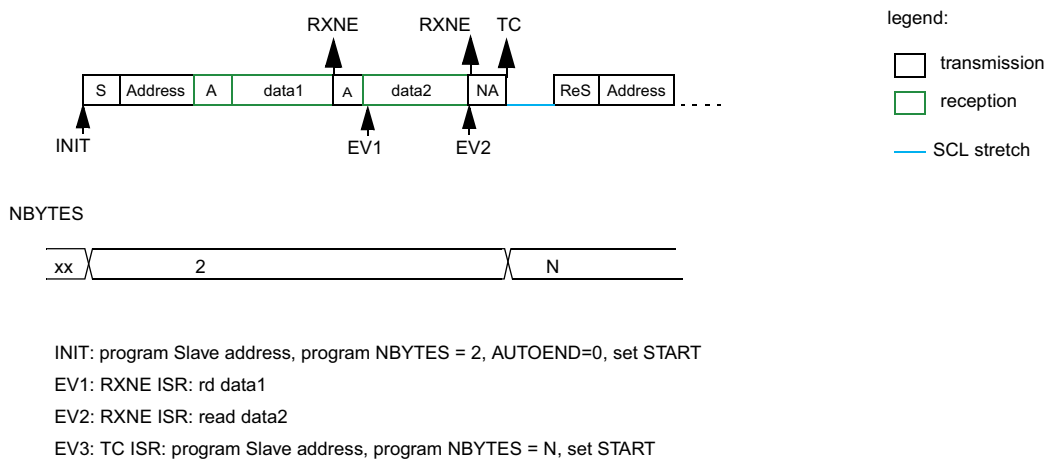 legend:
RXNE RXNE TC
transmission
S Address A data1 A data2 NA ReS Address
reception
INIT EV1 EV2
SCL stretch
NBYTES
xx 2 N
INIT: program Slave address, program NBYTES = 2, AUTOEND=0, set START
EV1: RXNE ISR: rd data1
EV2: RXNE ISR: read data2
EV3: TC ISR: program Slave address, program NBYTES = N, set START